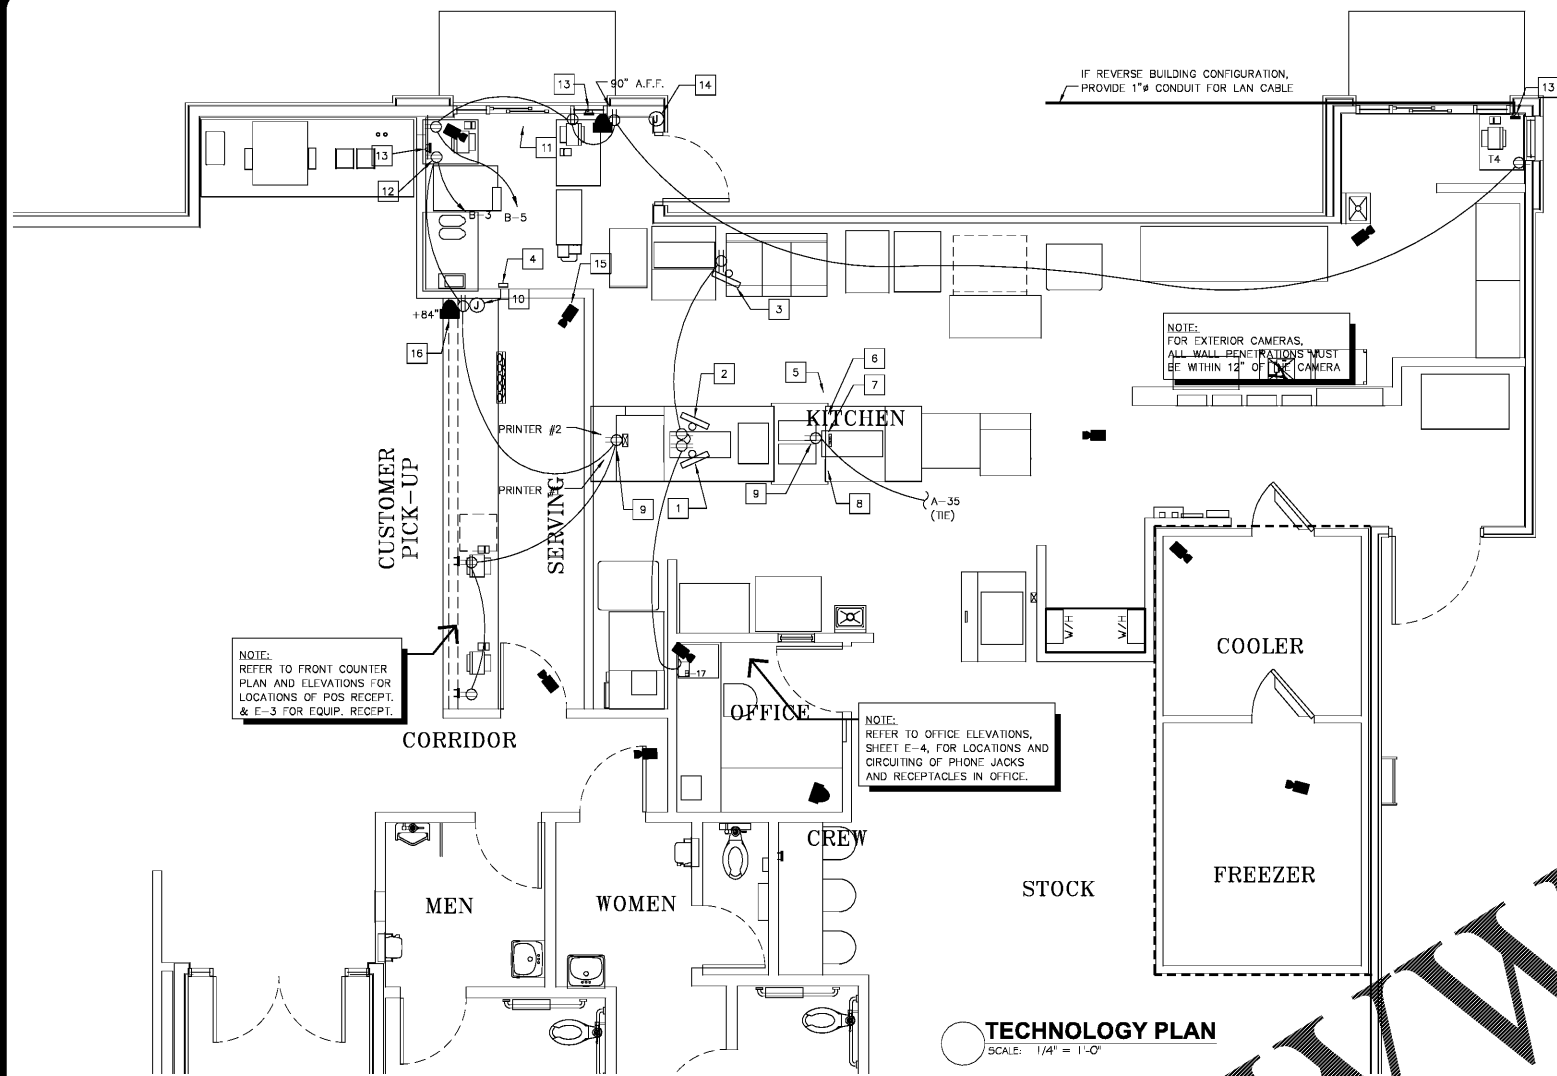 IF REVERSE BUILDING CONFIGURATION,
PROVIDE 1"ø CONDUIT FOR LAN CABLE
13
90" A.F.F.
14
13
11
13
12
T4
B-3
B-5
4
15
10
3
+84"
16
NOTE:
FOR EXTERIOR CAMERAS,
ALL WALL PENETRATIONS MUST
BE WITHIN 12" OF THE CAMERA
2
5
6
7
KITCHEN
PRINTER #2
PRINTER #1
9
1
9
8
A-35
(TIE)
CUSTOMER
PICK-UP
SERVING
W/H
W/H
COOLER
NOTE:
REFER TO FRONT COUNTER
PLAN AND ELEVATIONS FOR
LOCATIONS OF POS RECEPT.
& E-3 FOR EQUIP. RECEPT.
B-17
OFFICE
NOTE:
REFER TO OFFICE ELEVATIONS,
SHEET E-4, FOR LOCATIONS AND
CIRCUITING OF PHONE JACKS
AND RECEPTACLES IN OFFICE.
CORRIDOR
CREW
FREEZER
STOCK
MEN
WOMEN
J
J
TECHNOLOGY PLAN
SCALE: 1/4" = 1'-0"